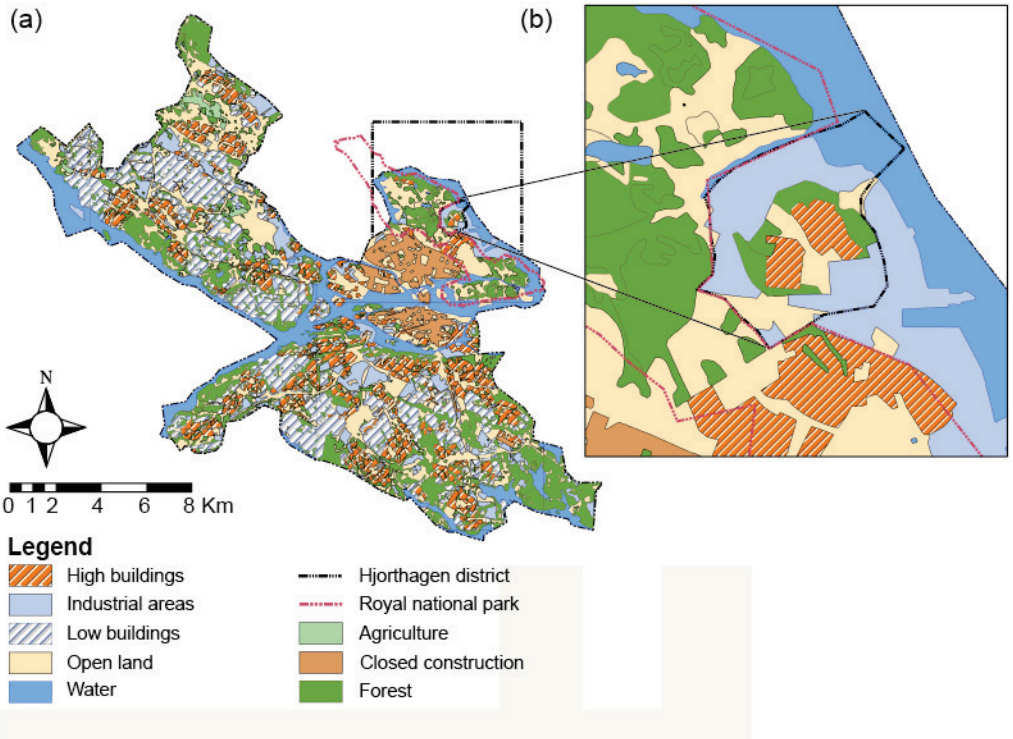 (a)
(b)
N
0 1 2 4 6 8 Km
Legend
High buildings
Industrial areas
Low buildings
Open land
Water
Hjorthagen district
Royal national park
Agriculture
Closed construction
Forest